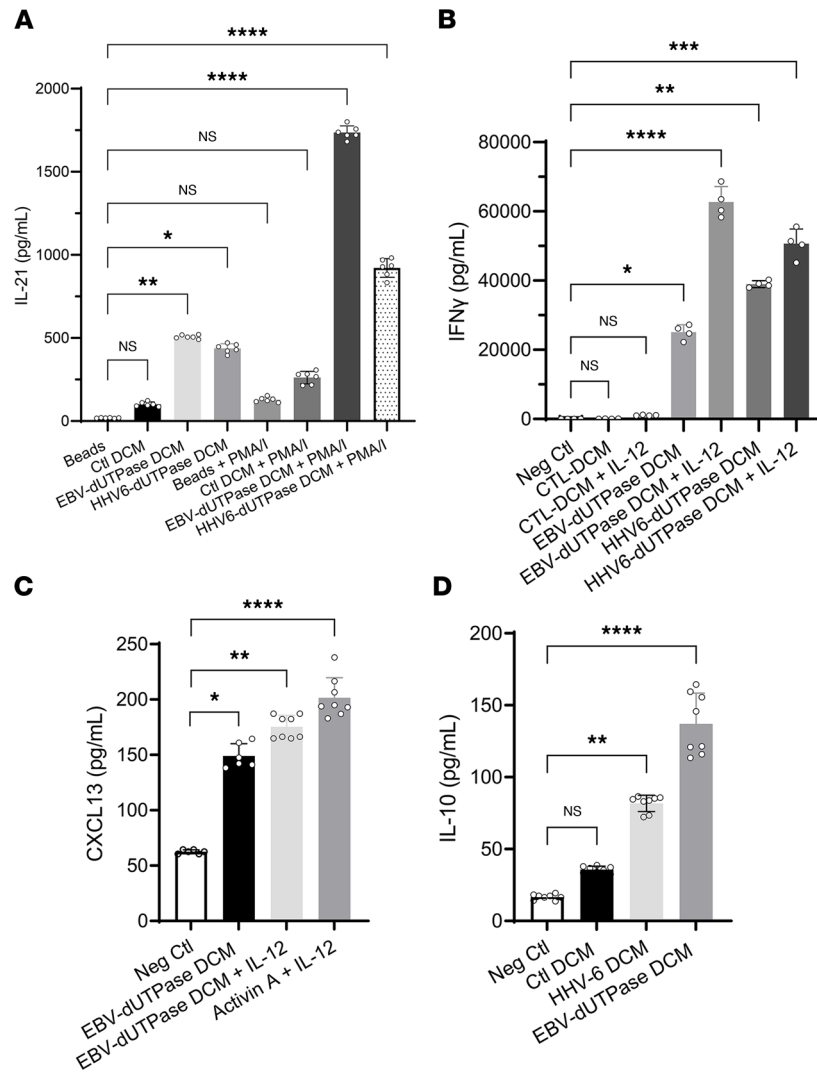 A
****
****
NS
NS
*
**
NS
IL-21 (pg/mL)
2000
1500
1000
500
0
Beads
Ctl DCM
EBV-dUTPase DCM
HHV6-dUTPase DCM
Beads + PMA/I
Ctl DCM + PMA/I
EBV-dUTPase DCM + PMA/I
HHV6-dUTPase DCM + PMA/I
B
***
**
****
*
NS
NS
IFNγ (pg/mL)
80000
60000
40000
20000
0
Neg Ctl
CTL-DCM
CTL-DCM + IL-12
EBV-dUTPase DCM
EBV-dUTPase DCM + IL-12
HHV6-dUTPase DCM
HHV6-dUTPase DCM + IL-12
C
****
**
*
CXCL13 (pg/mL)
250
200
150
100
50
0
Neg Ctl
EBV-dUTPase DCM
EBV-dUTPase DCM + IL-12
Activin A + IL-12
D
****
**
NS
IL-10 (pg/mL)
200
150
100
50
0
Neg Ctl
Ctl DCM
HHV-6 DCM
EBV-dUTPase DCM